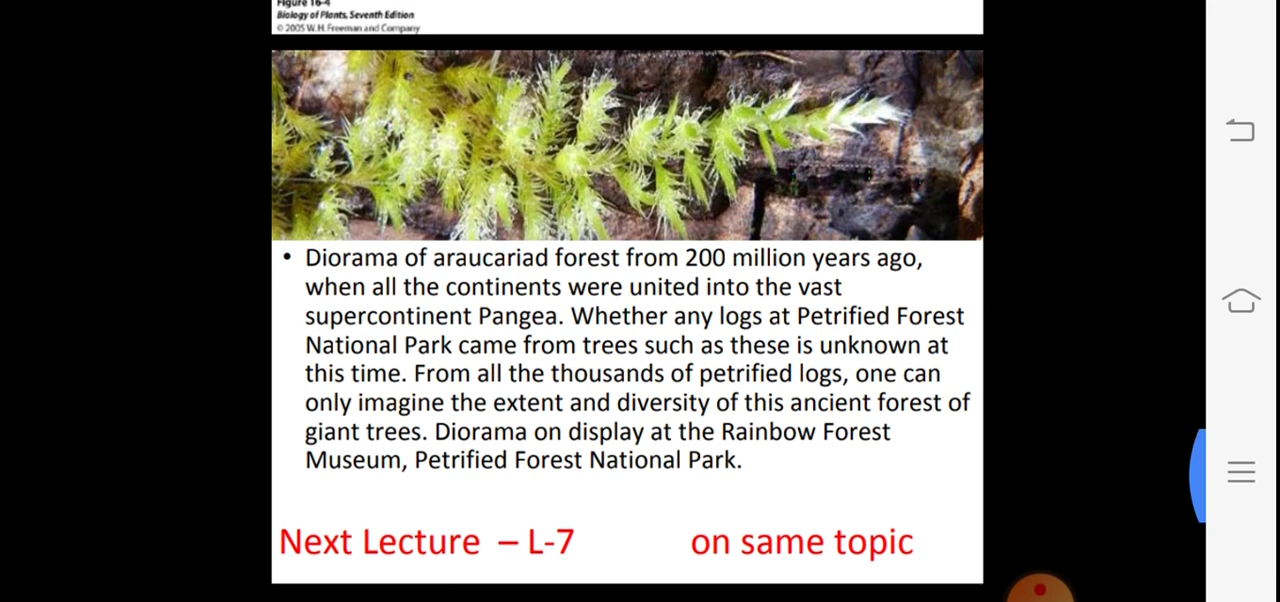 Figure 16-4
Biology of Plants, Seventh Edition
© 2005 W. H. Freeman and Company
• Diorama of araucariad forest from 200 million years ago,
when all the continents were united into the vast
supercontinent Pangea. Whether any logs at Petrified Forest
National Park came from trees such as these is unknown at
this time. From all the thousands of petrified logs, one can
only imagine the extent and diversity of this ancient forest of
giant trees. Diorama on display at the Rainbow Forest
Museum, Petrified Forest National Park.
Next Lecture – L-7 on same topic